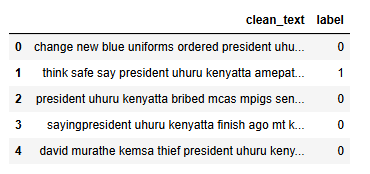 clean_text label
0 change new blue uniforms ordered president uhu... 0
1 think safe say president uhuru kenyatta amepat... 1
2 president uhuru kenyatta bribed mcas mpigs sen... 0
3 sayingpresident uhuru kenyatta finish ago mt k... 0
4 david murathe kemsa thief president uhuru keny... 0